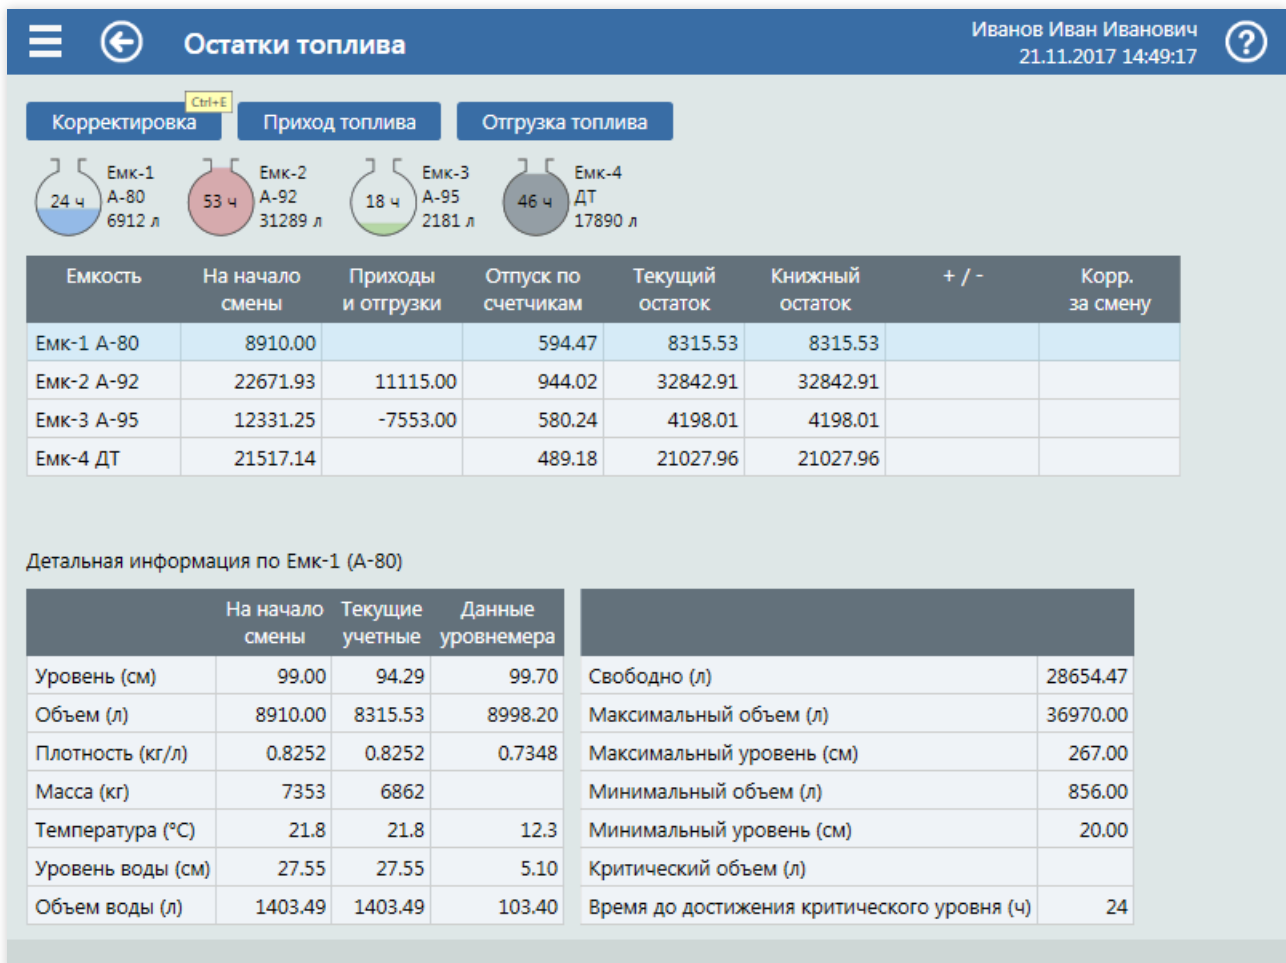 Остатки топлива
Иванов Иван Иванович
21.11.2017 14:49:17
?
Ctrl+E
Корректировка Приход топлива Отгрузка топлива
24 ч Емк-1 А-80 6912 л
53 ч Емк-2 А-92 31289 л
18 ч Емк-3 А-95 2181 л
46 ч Емк-4 ДТ 17890 л
Емкость На начало смены Приходы и отгрузки Отпуск по счетчикам Текущий остаток Книжный остаток + / - Корр. за смену
Емк-1 А-80 8910.00 594.47 8315.53 8315.53
Емк-2 А-92 22671.93 11115.00 944.02 32842.91 32842.91
Емк-3 А-95 12331.25 -7553.00 580.24 4198.01 4198.01
Емк-4 ДТ 21517.14 489.18 21027.96 21027.96
Детальная информация по Емк-1 (А-80)
На начало смены Текущие учетные Данные уровнемера
Уровень (см) 99.00 94.29 99.70
Объем (л) 8910.00 8315.53 8998.20
Плотность (кг/л) 0.8252 0.8252 0.7348
Масса (кг) 7353 6862
Температура (°С) 21.8 21.8 12.3
Уровень воды (см) 27.55 27.55 5.10
Объем воды (л) 1403.49 1403.49 103.40
Свободно (л) 28654.47
Максимальный объем (л) 36970.00
Максимальный уровень (см) 267.00
Минимальный объем (л) 856.00
Минимальный уровень (см) 20.00
Критический объем (л)
Время до достижения критического уровня (ч) 24